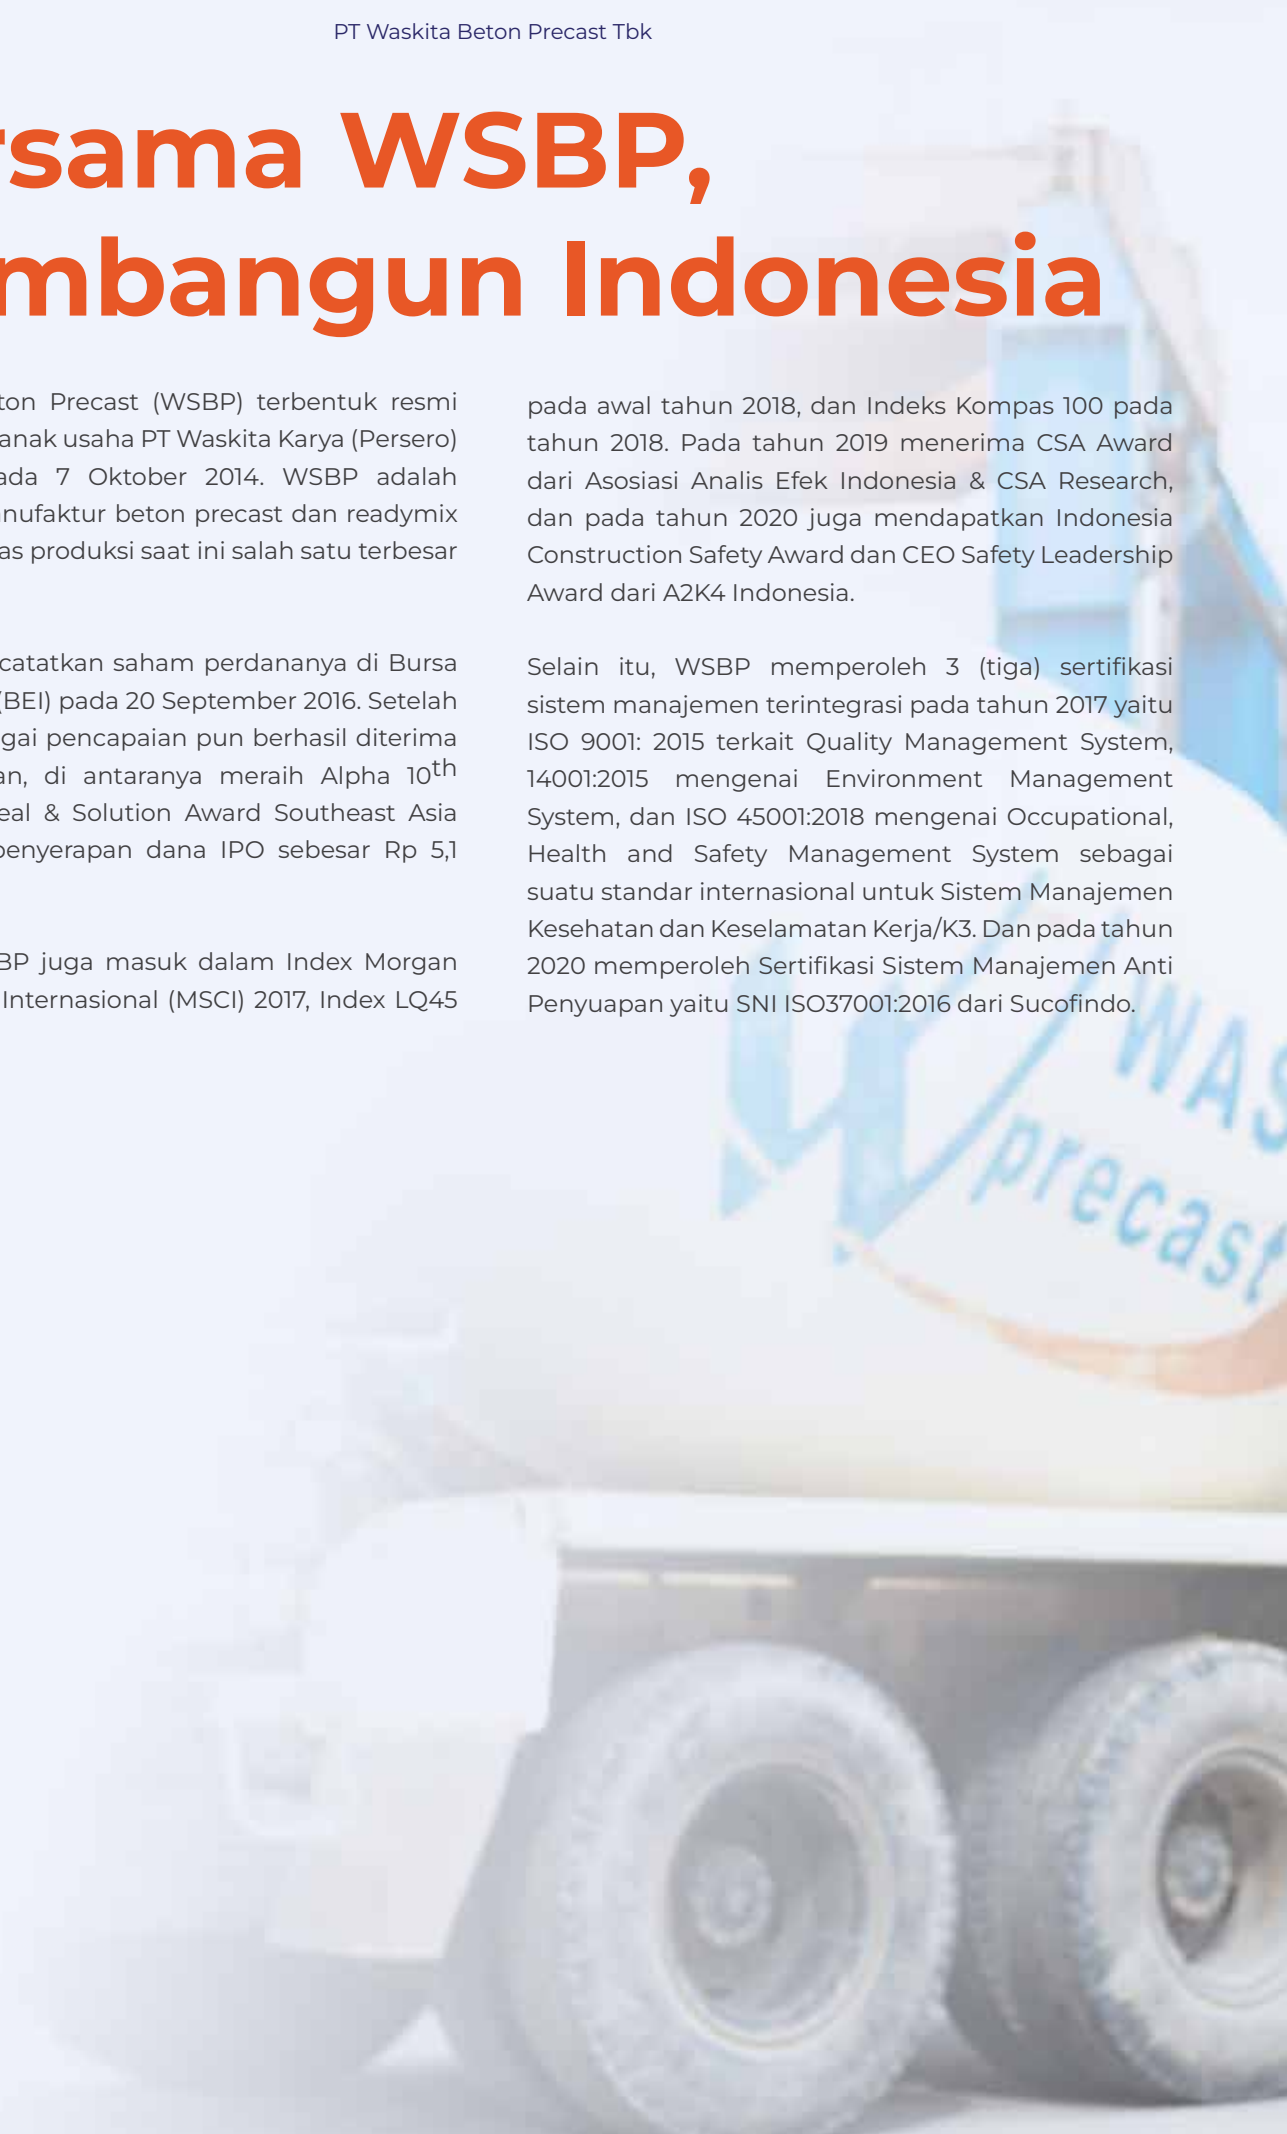 PT Waskita Beton Precast Tbk
rsama WSBP,
mbangun Indonesia
ton Precast (WSBP) terbentuk resmi
anak usaha PT Waskita Karya (Persero)
ada 7 Oktober 2014. WSBP adalah
anufaktur beton precast dan readymix
as produksi saat ini salah satu terbesar
catatkan saham perdananya di Bursa
(BEI) pada 20 September 2016. Setelah
gai pencapaian pun berhasil diterima
an, di antaranya meraih Alpha 10th
eal & Solution Award Southeast Asia
penyerapan dana IPO sebesar Rp 5,1
BP juga masuk dalam Index Morgan
Internasional (MSCI) 2017, Index LQ45
pada awal tahun 2018, dan Indeks Kompas 100 pada
tahun 2018. Pada tahun 2019 menerima CSA Award
dari Asosiasi Analis Efek Indonesia & CSA Research,
dan pada tahun 2020 juga mendapatkan Indonesia
Construction Safety Award dan CEO Safety Leadership
Award dari A2K4 Indonesia.
Selain itu, WSBP memperoleh 3 (tiga) sertifikasi
sistem manajemen terintegrasi pada tahun 2017 yaitu
ISO 9001: 2015 terkait Quality Management System,
14001:2015 mengenai Environment Management
System, dan ISO 45001:2018 mengenai Occupational,
Health and Safety Management System sebagai
suatu standar internasional untuk Sistem Manajemen
Kesehatan dan Keselamatan Kerja/K3. Dan pada tahun
2020 memperoleh Sertifikasi Sistem Manajemen Anti
Penyuapan yaitu SNI ISO37001:2016 dari Sucofindo.
WAS
precast